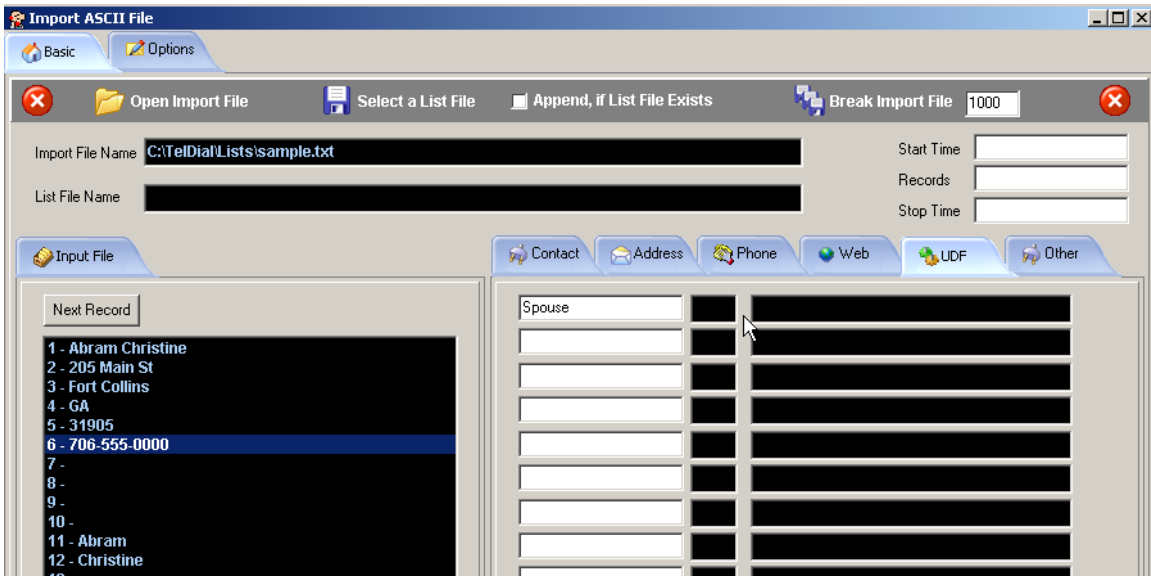 Import ASCII File
Basic Options
Open Import File Select a List File Append, if List File Exists Break Import File 1000
Import File Name C:\TelDial\Lists\sample.txt Start Time
Records
List File Name
Stop Time
Input File Contact Address Phone Web UDF Other
Next Record Spouse
1 - Abram Christine
2 - 205 Main St
3 - Fort Collins
4 - GA
5 - 31905
6 - 706-555-0000
7 -
8 -
9 -
10 -
11 - Abram
12 - Christine